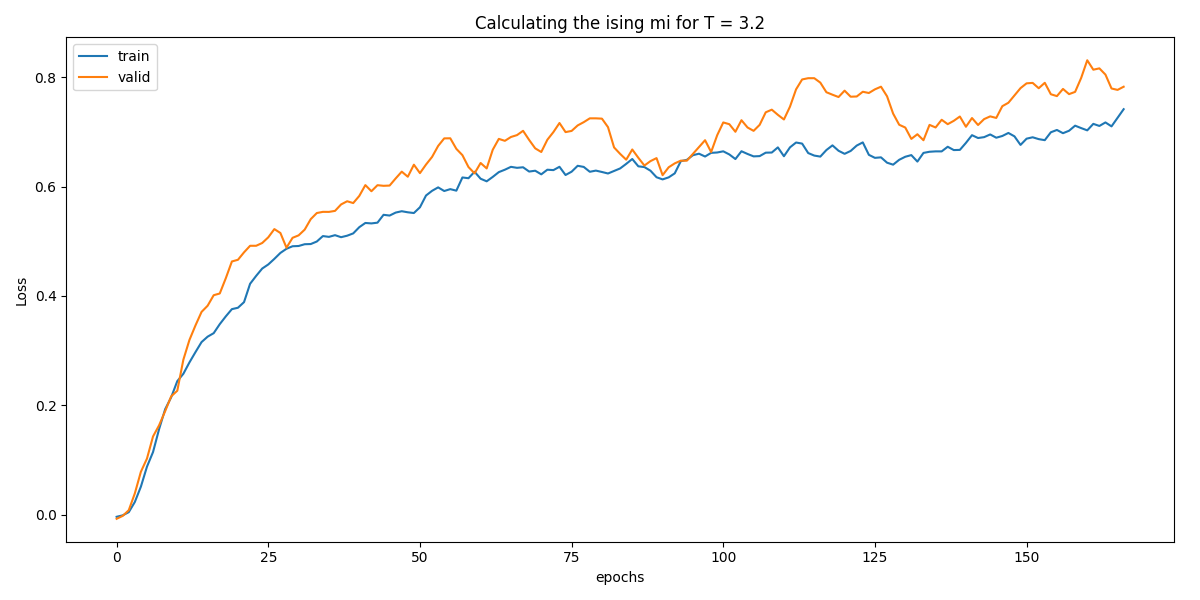 Calculating the ising mi for T = 3.2
train
valid
Loss
0.8
0.6
0.4
0.2
0.0
0
25
50
75
100
125
150
epochs